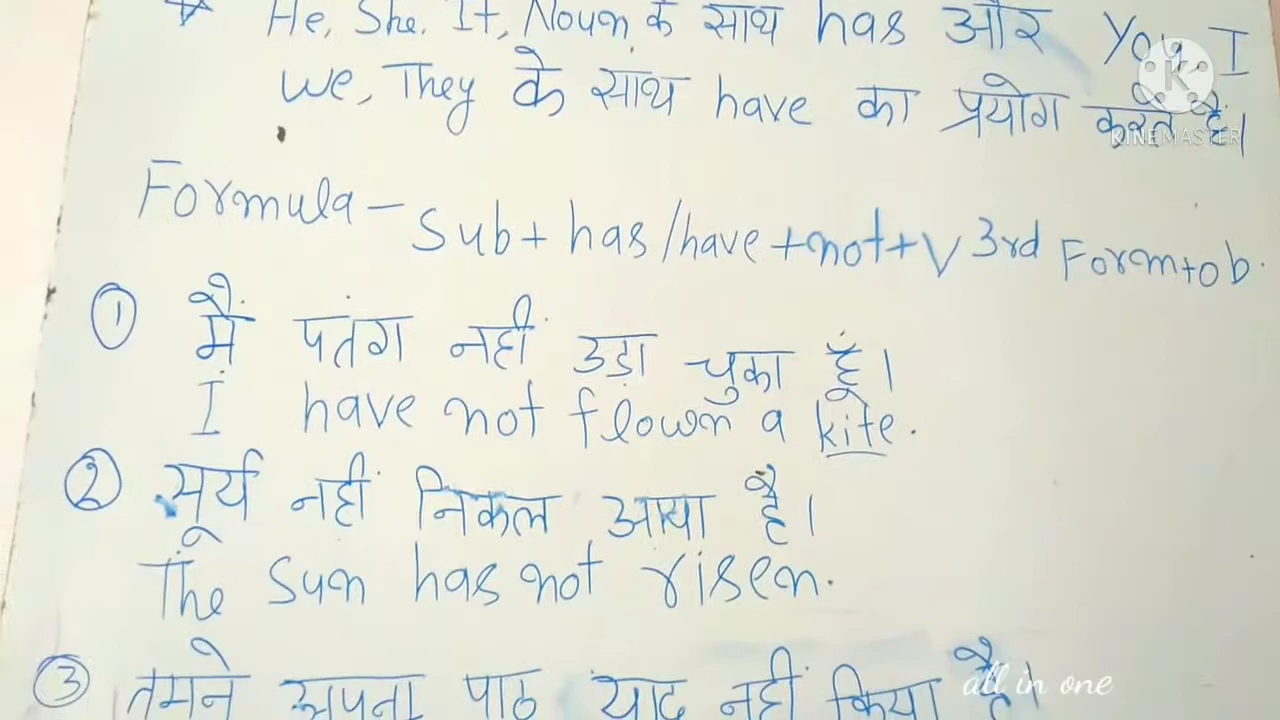 He, She. It, Noun के साथ has और You, I
we, They के साथ have का प्रयोग करते हैं।
Formula - Sub + has/have + not + V 3rd Form + ob.
① मैं पतंग नहीं उड़ा चुका हूँ।
I have not flown a kite.
② सूर्य नहीं निकल आया है।
The Sun has not risen.
③ तुमने अपना पाठ याद नहीं किया है।
K
KINEMASTER
all in one